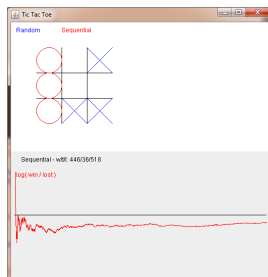 Tic Tac Toe
Random Sequential
Sequential - w/t/l: 446/36/518
log( win / lost )